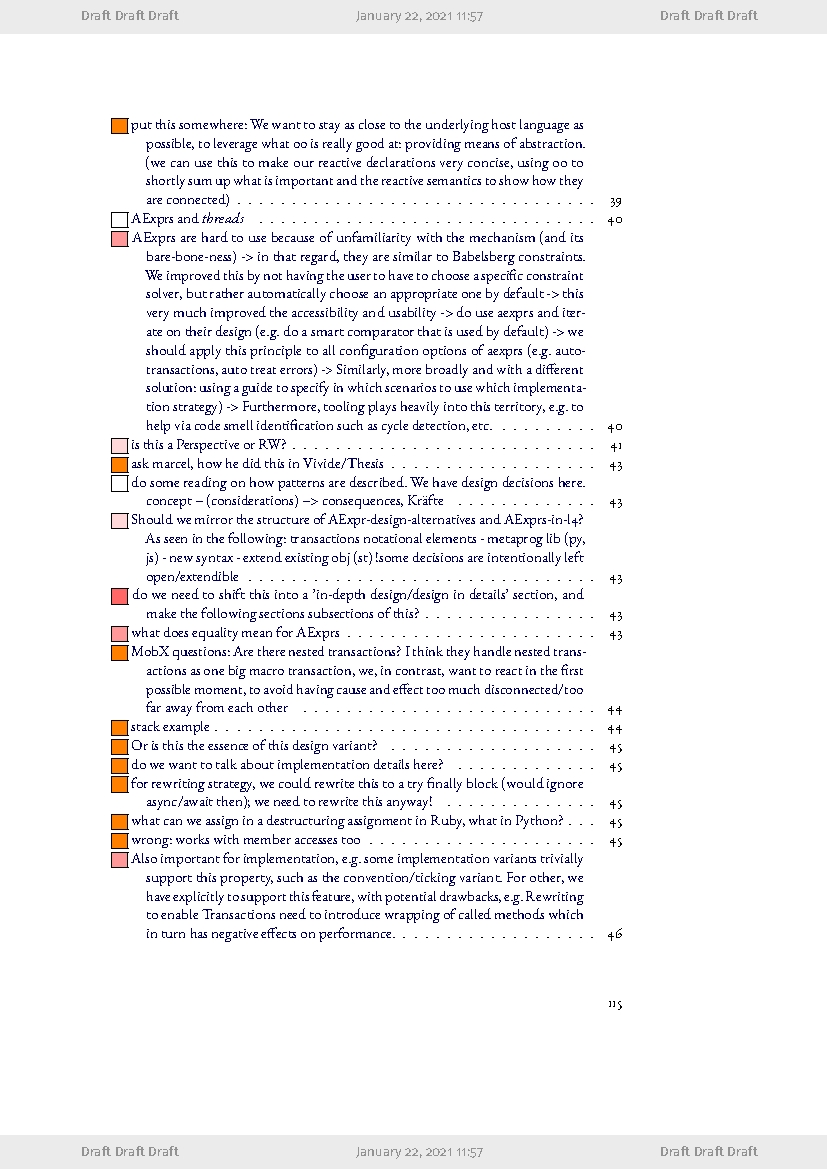 Draft Draft Draft January 22, 2021 11:57 Draft Draft Draft
put this somewhere: We want to stay as close to the underlying host language as
possible, to leverage what oo is really good at: providing means of abstraction.
(we can use this to make our reactive declarations very concise, using oo to
shortly sum up what is important and the reactive semantics to show how they
are connected) . . . . . . . . . . . . . . . . . . . . . . . . . . . . . . . . . 39
AExprs and threads . . . . . . . . . . . . . . . . . . . . . . . . . . . . . . . 40
AExprs are hard to use because of unfamiliarity with the mechanism (and its
bare-bone-ness) -> in that regard, they are similar to Babelsberg constraints.
We improved this by not having the user to have to choose a specific constraint
solver, but rather automatically choose an appropriate one by default -> this
very much improved the accessibility and usability -> do use aexprs and iter-
ate on their design (e.g. do a smart comparator that is used by default) -> we
should apply this principle to all configuration options of aexprs (e.g. auto-
transactions, auto treat errors) -> Similarly, more broadly and with a different
solution: using a guide to specify in which scenarios to use which implementa-
tion strategy) -> Furthermore, tooling plays heavily into this territory, e.g. to
help via code smell identification such as cycle detection, etc. . . . . . . . . . 40
is this a Perspective or RW? . . . . . . . . . . . . . . . . . . . . . . . . . . . . 41
ask marcel, how he did this in Vivide/Thesis . . . . . . . . . . . . . . . . . . . 43
do some reading on how patterns are described. We have design decisions here.
concept – (considerations) –> consequences, Kräfte . . . . . . . . . . . . . 43
Should we mirror the structure of AExpr-design-alternatives and AExprs-in-l4?
As seen in the following: transactions notational elements - metaprog lib (py,
js) - new syntax - extend existing obj (st) !some decisions are intentionally left
open/extendible . . . . . . . . . . . . . . . . . . . . . . . . . . . . . . . . 43
do we need to shift this into a 'in-depth design/design in details' section, and
make the following sections subsections of this? . . . . . . . . . . . . . . . . 43
what does equality mean for AExprs . . . . . . . . . . . . . . . . . . . . . . . 43
MobX questions: Are there nested transactions? I think they handle nested trans-
actions as one big macro transaction, we, in contrast, want to react in the first
possible moment, to avoid having cause and effect too much disconnected/too
far away from each other . . . . . . . . . . . . . . . . . . . . . . . . . . . 44
stack example . . . . . . . . . . . . . . . . . . . . . . . . . . . . . . . . . . . 44
Or is this the essence of this design variant? . . . . . . . . . . . . . . . . . . . 45
do we want to talk about implementation details here? . . . . . . . . . . . . . 45
for rewriting strategy, we could rewrite this to a try finally block (would ignore
async/await then); we need to rewrite this anyway! . . . . . . . . . . . . . . 45
what can we assign in a destructuring assignment in Ruby, what in Python? . . . 45
wrong: works with member accesses too . . . . . . . . . . . . . . . . . . . . . 45
Also important for implementation, e.g. some implementation variants trivially
support this property, such as the convention/ticking variant. For other, we
have explicitly to support this feature, with potential drawbacks, e.g. Rewriting
to enable Transactions need to introduce wrapping of called methods which
in turn has negative effects on performance. . . . . . . . . . . . . . . . . . . 46
115
Draft Draft Draft January 22, 2021 11:57 Draft Draft Draft